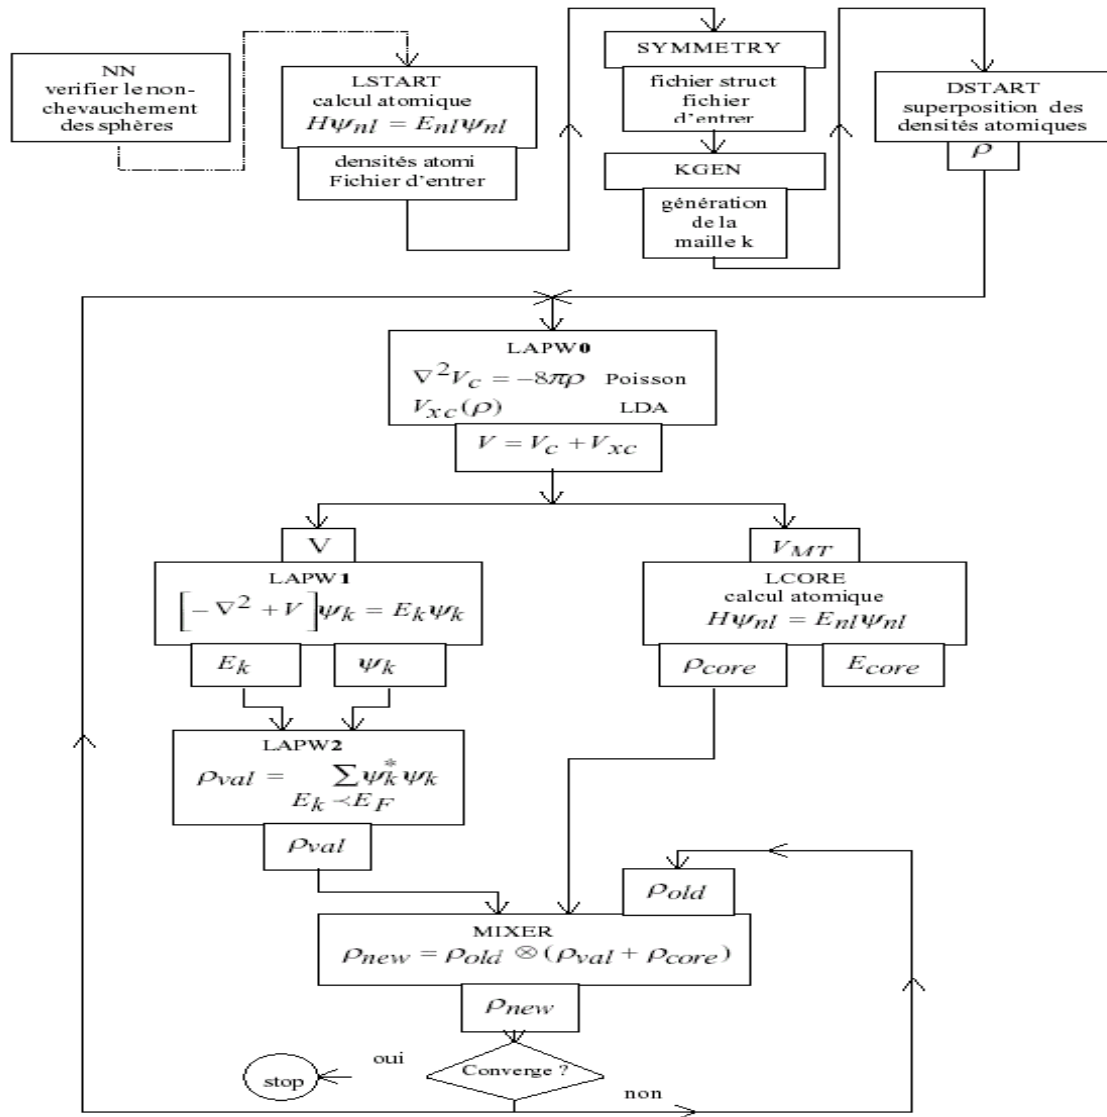 NN
verifier le non-
chevauchement
des sphères
LSTART
calcul atomique
Hψnl = Enlψnl
densités atomi
Fichier d'entrer
SYMMETRY
fichier struct
fichier
d'entrer
KGEN
génération
de la
maille k
DSTART
superposition des
densités atomiques
ρ
LAPW0
∇²Vc = −8πρ Poisson
Vxc(ρ) LDA
V = Vc + Vxc
V
LAPW1
[−∇² + V]ψk = Ekψk
Ek
ψk
VMT
LCORE
calcul atomique
Hψnl = Enlψnl
ρcore
Ecore
LAPW2
ρval = ∑ψk*ψk
Ek ≺ EF
ρval
ρold
MIXER
ρnew = ρold ⊗ (ρval + ρcore)
ρnew
Converge ?
oui
stop
non